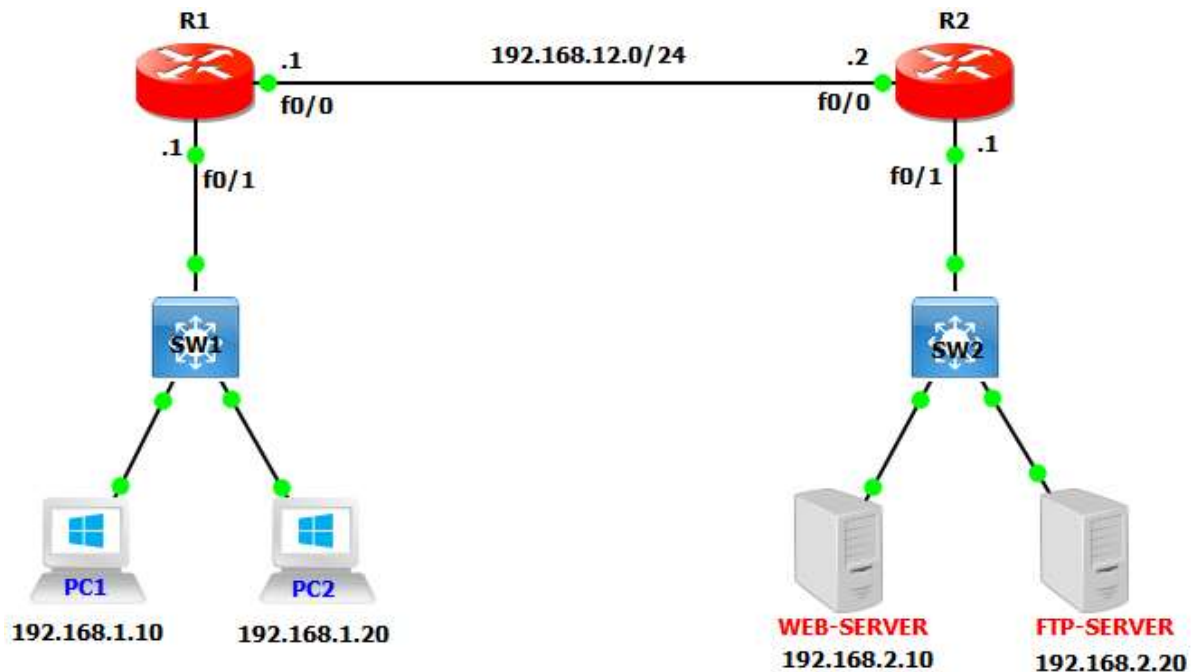 R1
R2
.1
192.168.12.0/24
.2
f0/0
f0/0
.1
.1
f0/1
f0/1
SW1
SW2
PC1
PC2
192.168.1.10
192.168.1.20
WEB-SERVER
FTP-SERVER
192.168.2.10
192.168.2.20